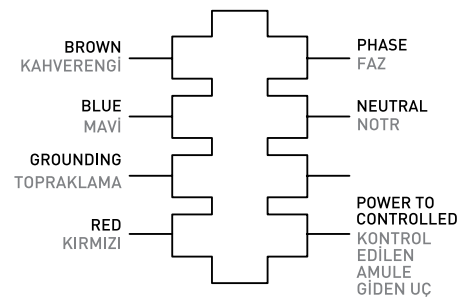 BROWN
KAHVERENGİ
PHASE
FAZ
BLUE
MAVİ
NEUTRAL
NOTR
GROUNDING
TOPRAKLAMA
RED
KIRMIZI
POWER TO
CONTROLLED
KONTROL
EDİLEN
AMULE
GİDEN UÇ